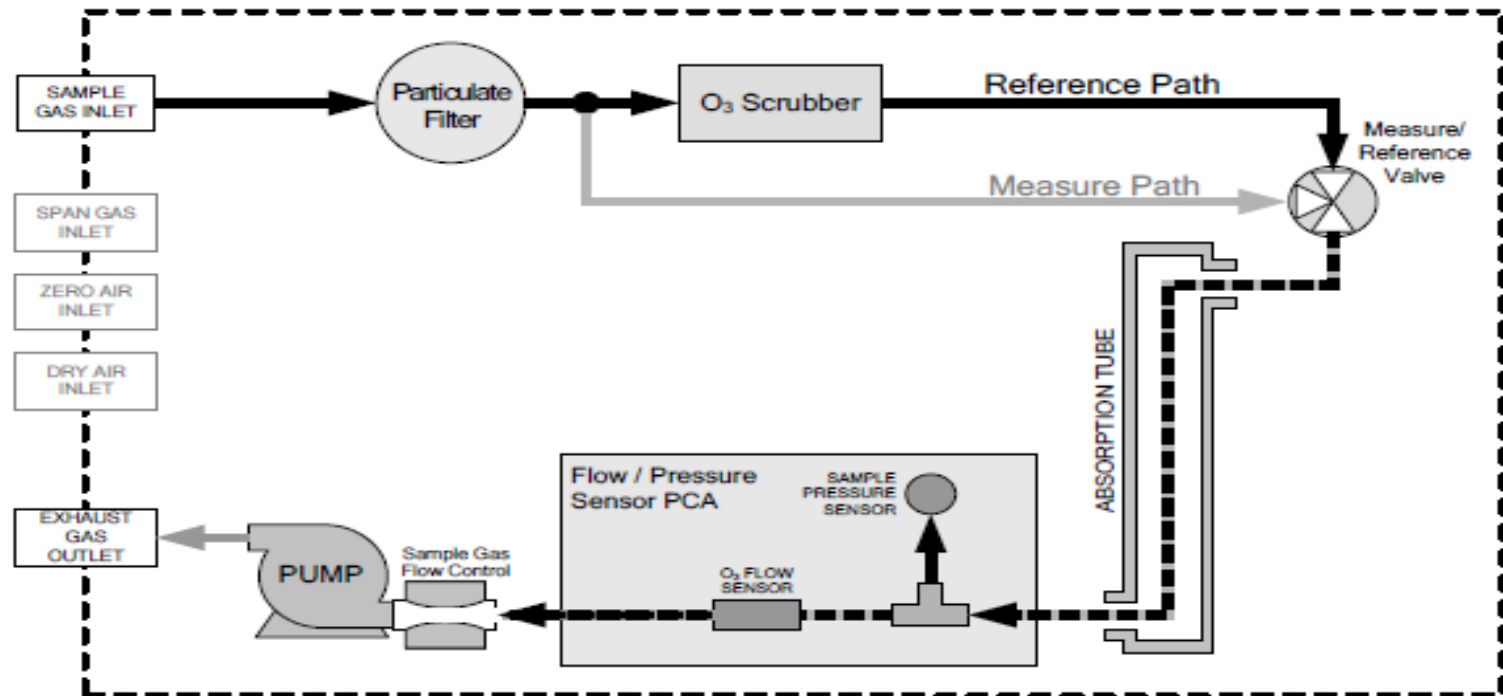 SAMPLE
GAS INLET
Particulate
Filter
O₃ Scrubber
Reference Path
Measure/
Reference
Valve
Measure Path
SPAN GAS
INLET
ZERO AIR
INLET
DRY AIR
INLET
ABSORPTION TUBE
Flow / Pressure
Sensor PCA
SAMPLE
PRESSURE
SENSOR
EXHAUST
GAS
OUTLET
PUMP
Sample Gas
Flow Control
O₃ FLOW
SENSOR